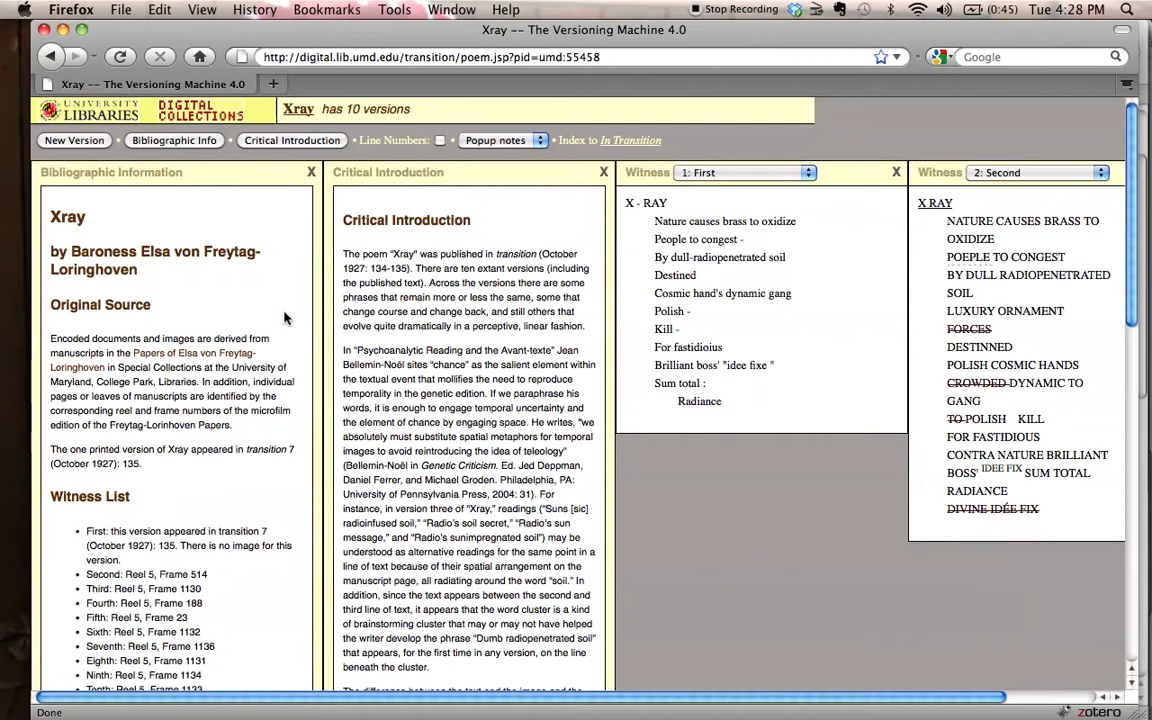 Firefox File Edit View History Bookmarks Tools Window Help Stop Recording (0:45) Tue 4:28 PM
Xray -- The Versioning Machine 4.0
http://digital.lib.umd.edu/transition/poem.jsp?pid=umd:55458
Google
Xray -- The Versioning Machine 4.0
UNIVERSITY LIBRARIES DIGITAL COLLECTIONS Xray has 10 versions
New Version • Bibliographic Info • Critical Introduction • Line Numbers: • Popup notes • Index to In Transition
Bibliographic Information X
Xray
by Baroness Elsa von Freytag-
Loringhoven
Original Source
Encoded documents and images are derived from
manuscripts in the Papers of Elsa von Freytag-
Loringhoven in Special Collections at the University of
Maryland, College Park, Libraries. In addition, individual
pages or leaves of manuscripts are identified by the
corresponding reel and frame numbers of the microfilm
edition of the Freytag-Lorinhoven Papers.
The one printed version of Xray appeared in transition 7
(October 1927): 135.
Witness List
• First: this version appeared in transition 7
(October 1927): 135. There is no image for this
version.
• Second: Reel 5, Frame 514
• Third: Reel 5, Frame 1130
• Fourth: Reel 5, Frame 188
• Fifth: Reel 5, Frame 23
• Sixth: Reel 5, Frame 1132
• Seventh: Reel 5, Frame 1136
• Eighth: Reel 5, Frame 1131
• Ninth: Reel 5, Frame 1134
• Tenth: Reel 5, Frame 1133
Critical Introduction X
Critical Introduction
The poem “Xray” was published in transition (October
1927: 134-135). There are ten extant versions (including
the published text). Across the versions there are some
phrases that remain more or less the same, some that
change course and change back, and still others that
evolve quite dramatically in a perceptive, linear fashion.
In “Psychoanalytic Reading and the Avant-texte” Jean
Bellemin-Noël sites “chance” as the salient element within
the textual event that mollifies the need to reproduce
temporality in the genetic edition. If we paraphrase his
words, it is enough to engage temporal uncertainty and
the element of chance by engaging space. He writes, “we
absolutely must substitute spatial metaphors for temporal
images to avoid reintroducing the idea of teleology”
(Bellemin-Noël in Genetic Criticism. Ed. Jed Deppman,
Daniel Ferrer, and Michael Groden. Philadelphia, PA:
University of Pennsylvania Press, 2004: 31). For
instance, in version three of “Xray,” readings (“Suns [sic]
radioinfused soil,” “Radio’s soil secret,” “Radio’s sun
message,” and “Radio’s sunimpregnated soil”) may be
understood as alternative readings for the same point in a
line of text because of their spatial arrangement on the
manuscript page, all radiating around the word “soil.” In
addition, since the text appears between the second and
third line of text, it appears that the word cluster is a kind
of brainstorming cluster that may or may not have helped
the writer develop the phrase “Dumb radiopenetrated soil”
that appears, for the first time in any version, on the line
beneath the cluster.
The difference between the text and the image and the
Witness 1: First X
X - RAY
Nature causes brass to oxidize
People to congest -
By dull-radiopenetrated soil
Destined
Cosmic hand's dynamic gang
Polish -
Kill -
For fastidioius
Brilliant boss' "idee fixe "
Sum total :
Radiance
Witness 2: Second
X RAY
NATURE CAUSES BRASS TO
OXIDIZE
POEPLE TO CONGEST
BY DULL RADIOPENETRATED
SOIL
LUXURY ORNAMENT
FORCES
DESTINNED
POLISH COSMIC HANDS
CROWDED DYNAMIC TO
GANG
TO POLISH KILL
FOR FASTIDIOUS
CONTRA NATURE BRILLIANT
BOSS' IDEE FIX SUM TOTAL
RADIANCE
DIVINE IDÉE FIX
Done zotero